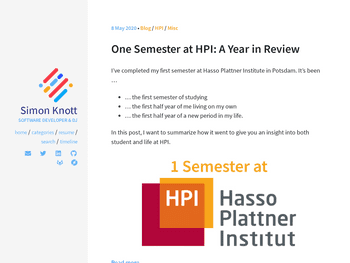 8 May 2020 • Blog / HPI / Misc
One Semester at HPI: A Year in Review
I've completed my first semester at Hasso Plattner Institute in Potsdam. It's been
…
… the first semester of studying
… the first half year of me living on my own
… the first half year of a new period in my life.
In this post, I want to summarize how it went to give you an insight into both
student and life at HPI.
1 Semester at
HPI
Hasso
Plattner
Institut
Read more
Simon Knott
SOFTWARE DEVELOPER & DJ
home / categories / resume /
search / timeline